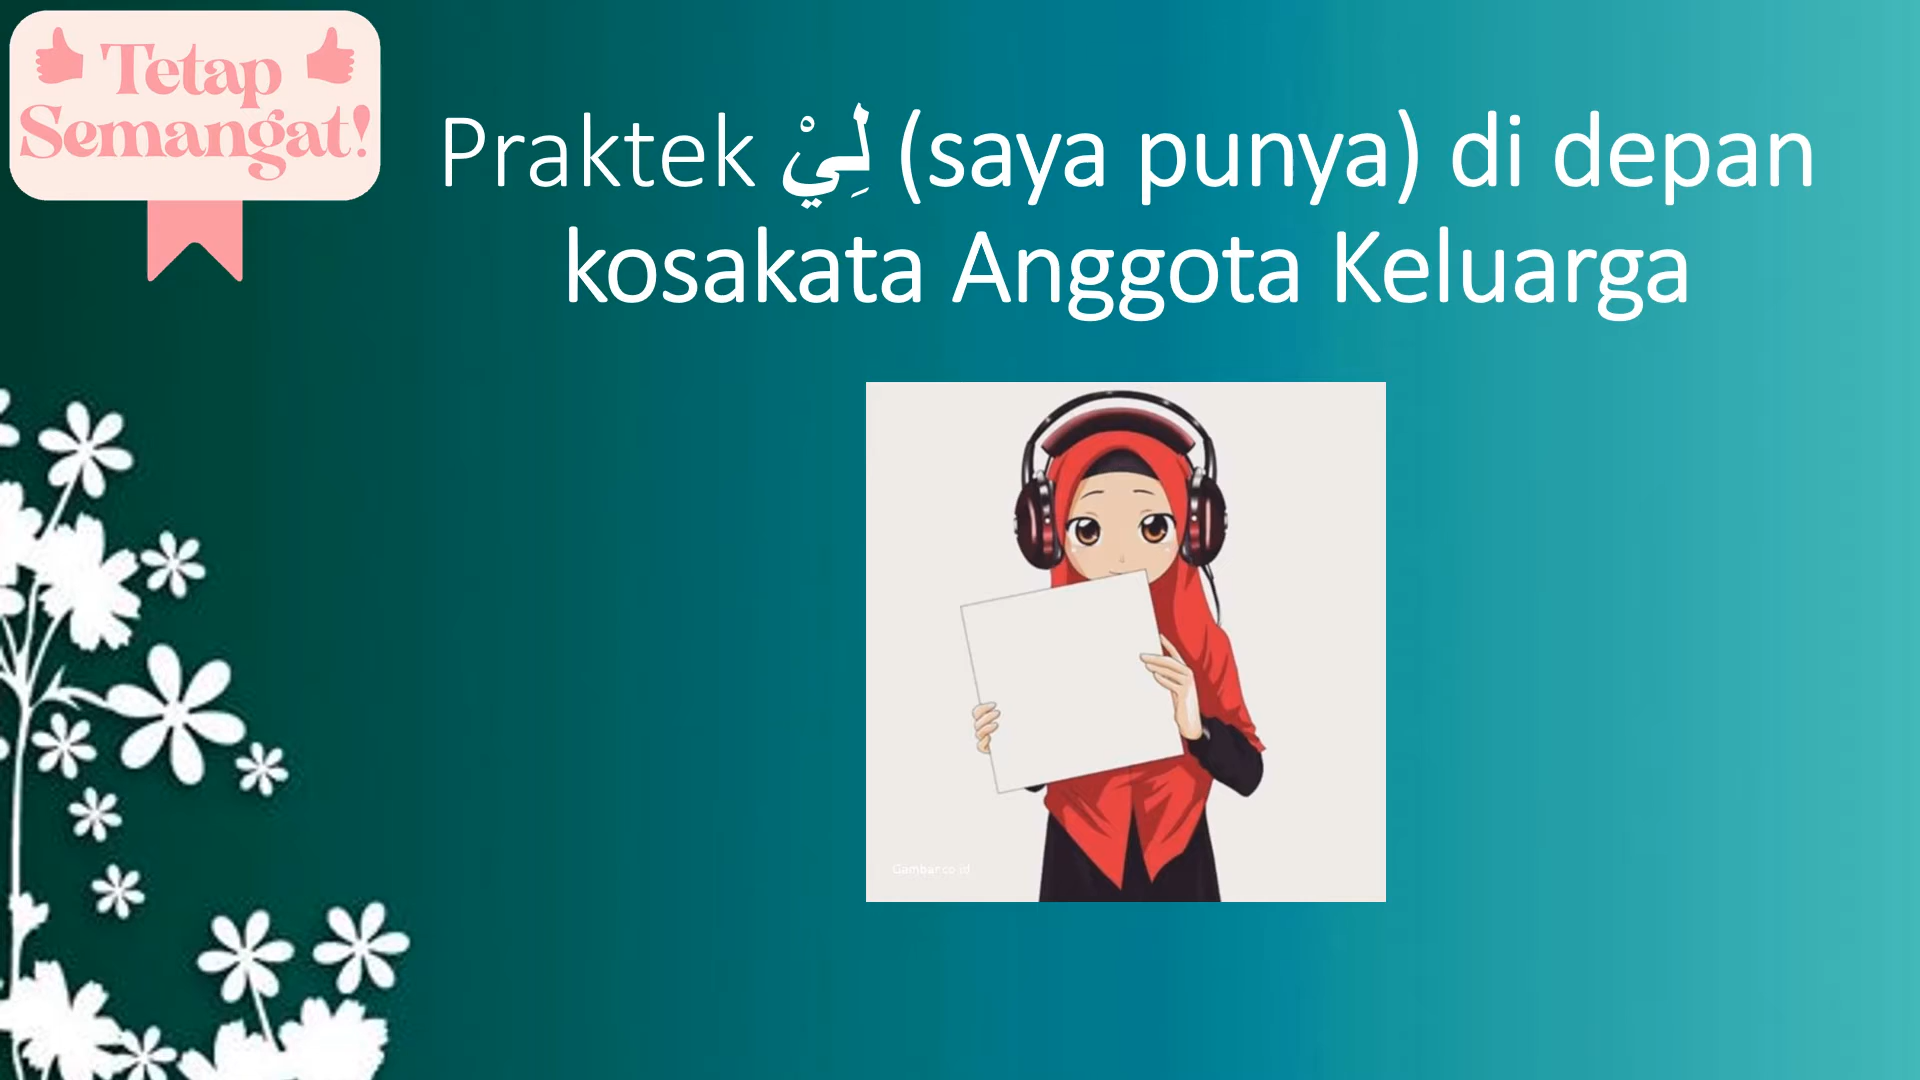 Tetap
Semangat!
Praktek لِيْ (saya punya) di depan
kosakata Anggota Keluarga
Gambar.co.id